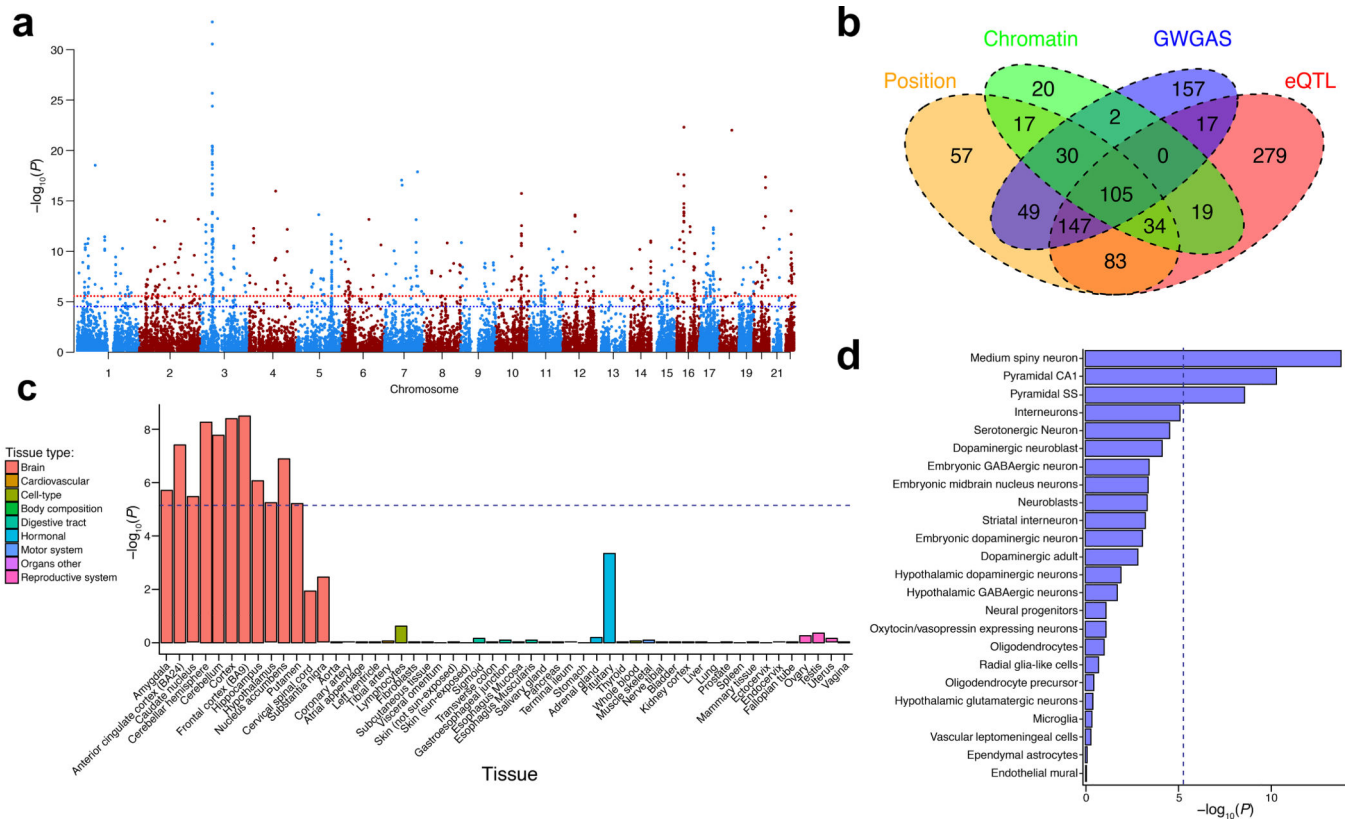 a
−log10(P)
30
25
20
15
10
5
0
1 2 3 4 5 6 7 8 9 10 11 12 13 14 15 16 17 19 21
Chromosome
b
Position
Chromatin
GWGAS
eQTL
20
157
17
2
17
57
30
0
279
105
49
147
34
19
83
c
Tissue type:
Brain
Cardiovascular
Cell-type
Body composition
Digestive tract
Hormonal
Motor system
Organs other
Reproductive system
−log10(P)
8
6
4
2
0
Amygdala
Anterior cingulate cortex (BA24)
Caudate nucleus
Cerebellar hemisphere
Cerebellum
Cortex
Frontal cortex (BA9)
Hippocampus
Hypothalamus
Nucleus accumbens
Putamen
Cervical spinal cord
Substantia nigra
Aorta
Coronary artery
Atrial appendage
Left ventricle
Tibial artery
Lymphocytes
Fibroblasts
Subcutaneous tissue
Visceral omentum
Skin (not sun-exposed)
Skin (sun-exposed)
Sigmoid
Transverse colon
Gastroesophageal junction
Esophagus Mucosa
Esophagus Muscularis
Salivary gland
Pancreas
Terminal ileum
Stomach
Adrenal gland
Pituitary
Thyroid
Whole blood
Muscle skeletal
Nerve tibial
Bladder
Kidney cortex
Liver
Lung
Prostate
Spleen
Mammary tissue
Ectocervix
Endocervix
Fallopian tube
Ovary
Testis
Uterus
Vagina
Tissue
d
Medium spiny neuron
Pyramidal CA1
Pyramidal SS
Interneurons
Serotonergic Neuron
Dopaminergic neuroblast
Embryonic GABAergic neuron
Embryonic midbrain nucleus neurons
Neuroblasts
Striatal interneuron
Embryonic dopaminergic neuron
Dopaminergic adult
Hypothalamic dopaminergic neurons
Hypothalamic GABAergic neurons
Neural progenitors
Oxytocin/vasopressin expressing neurons
Oligodendrocytes
Radial glia-like cells
Oligodendrocyte precursor
Hypothalamic glutamatergic neurons
Microglia
Vascular leptomeningeal cells
Ependymal astrocytes
Endothelial mural
0 5 10
−log10(P)